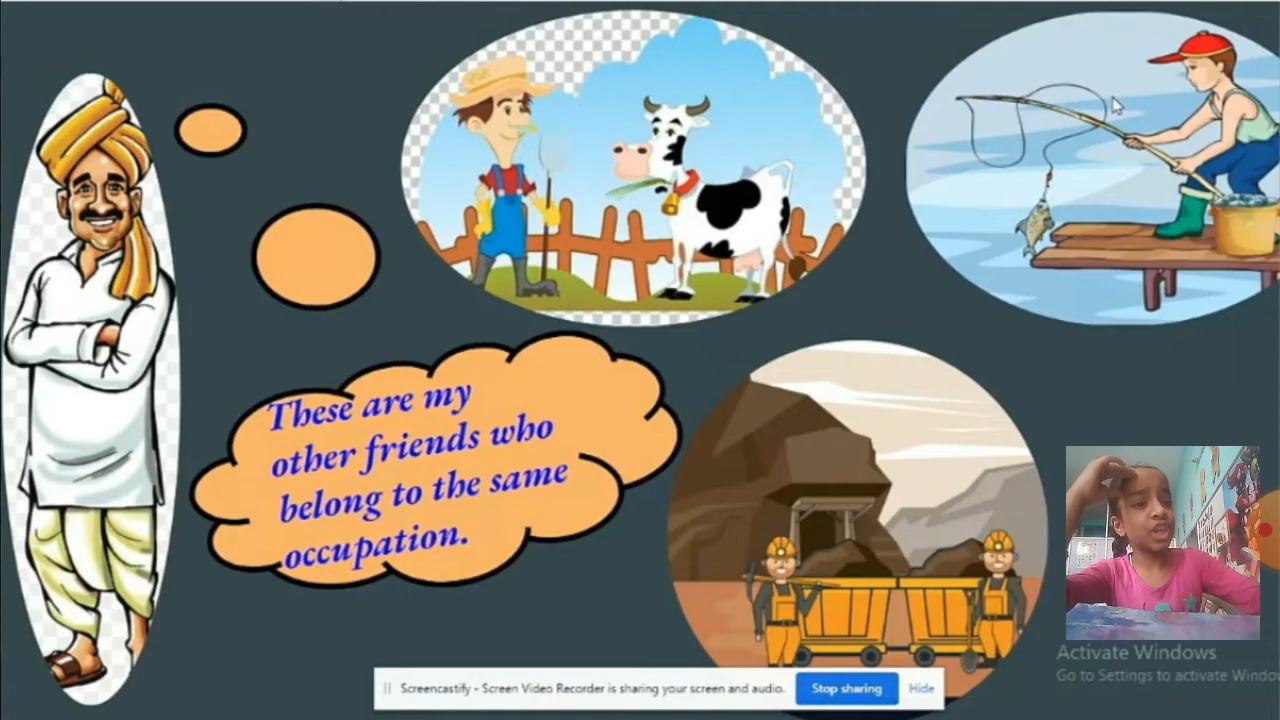 These are my
other friends who
belong to the same
occupation.
Screencastify - Screen Video Recorder is sharing your screen and audio.
Stop sharing
Hide
Activate Windows
Go to Settings to activate Windo